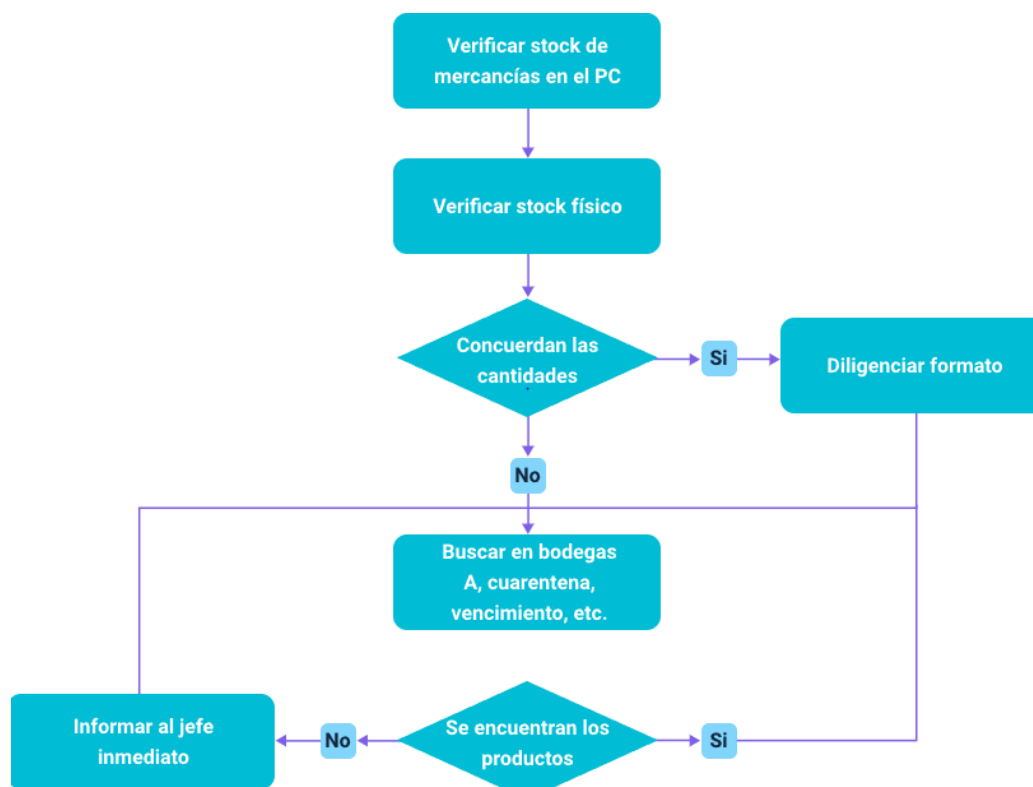 Verificar stock de
mercancías en el PC
Verificar stock físico
Concuerdan las
cantidades
Si
Diligenciar formato
No
Buscar en bodegas
A, cuarentena,
vencimiento, etc.
Informar al jefe
inmediato
No
Se encuentran los
productos
Si